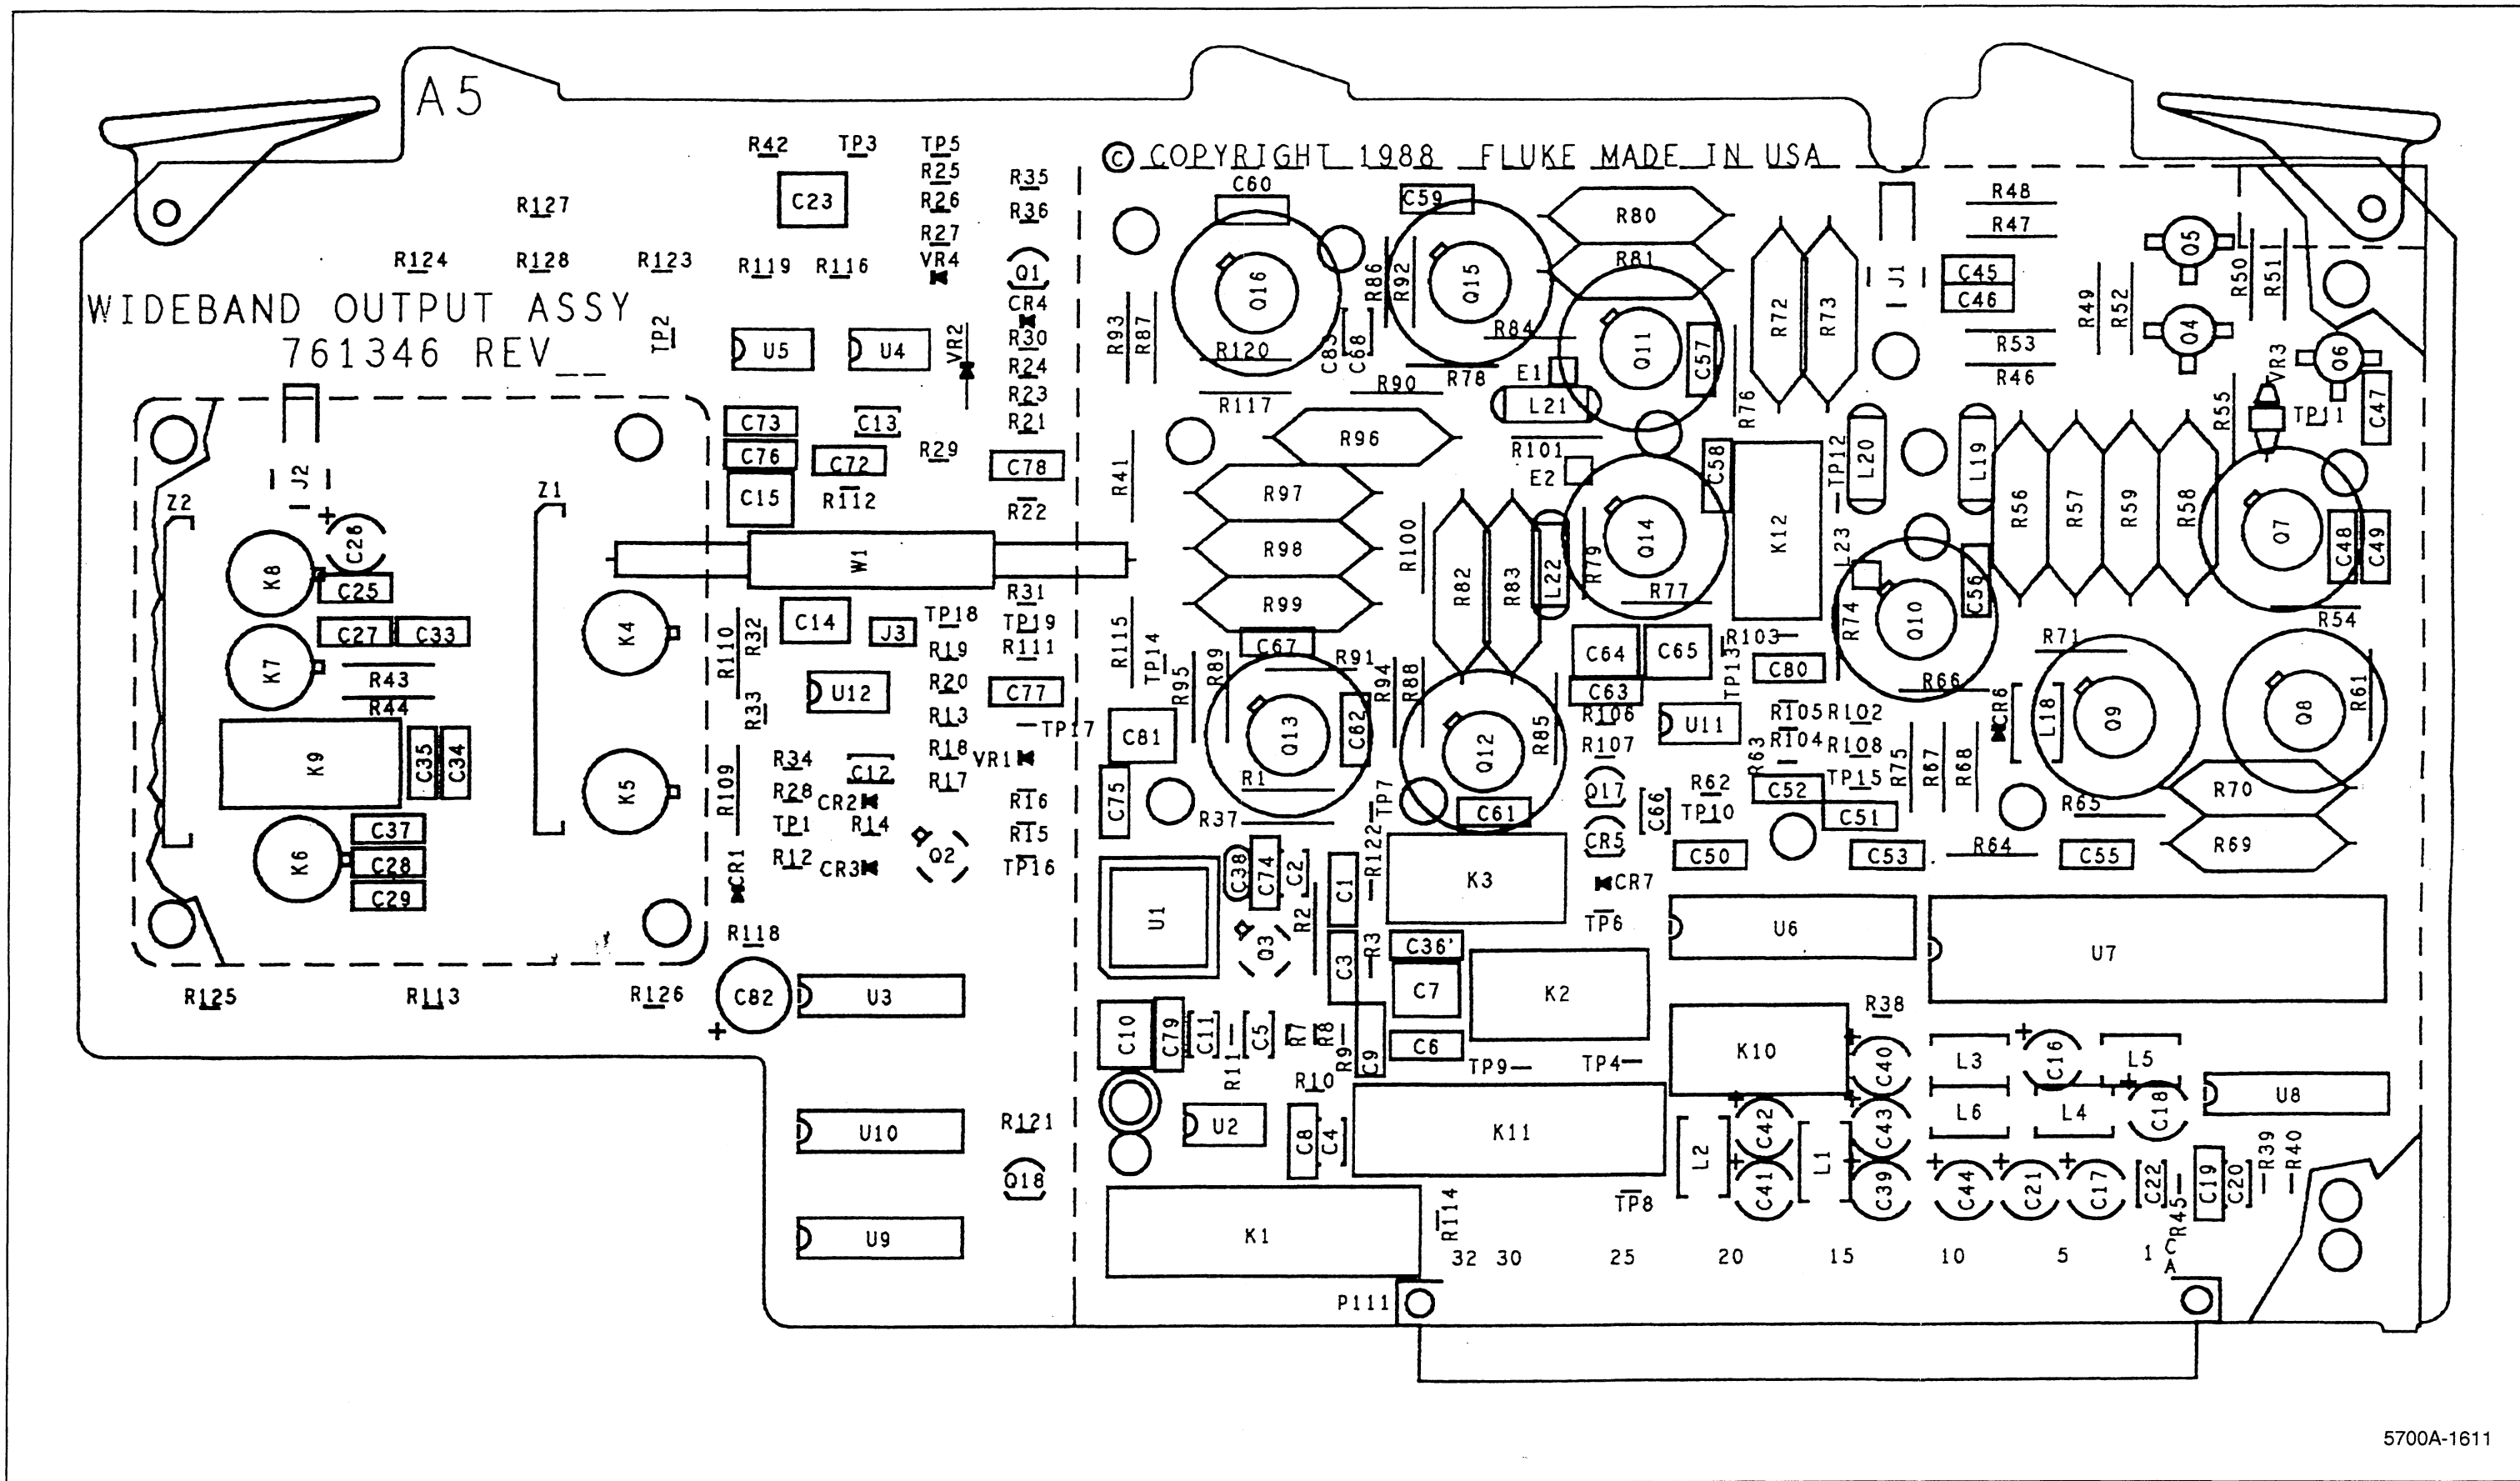 A5
© COPYRIGHT 1988 FLUKE MADE IN USA
WIDEBAND OUTPUT ASSY
761346 REV__
R42 TP3 TP5
R25 R35
R26 R36
R27
VR4 Q1
CR4
R127 C23
R124 R128 R123 R119 R116
TP2 U5 U4 VR2
R30
R24
R23
R21
C73 C13
C76 C72 R29 C78
C15 R112 R22
J2 Z2 Z1
+ C26
K8 C25
W1
R31
K7 C27 C33 K4
R110 R32 C14 J3 TP18 TP19
R19 R111
R43
R44
R33 U12 R20 C77
R13 TP17
K9 C35 C34 K5
R109 R34 C12 R18 VR1
R28 CR2 R17 R16
TP1 R14 R15
K6 C37
C28
C29
R12 CR3 Q2 TP16
CR1
R118
R125 R113 R126 C82 U3
+
U10 R121
Q18
U9
C60 C59 R80 R48
R47
Q16 R86 R92 Q15 R81 R72 R73 J1 C45
C46
Q5 R50 R51
R49 R52 Q4
R93 R87 R120 C83 C68 R84 Q11 C57 R53
R46
VR3 Q6
R117 R90 R78 E1 L21 R76
R55 TP11 C47
R96 R101 E2 C58 TP12 L20 L19
R41 R97 R56 R57 R59 R58 Q7
R98 R100 R82 R83 L22 R79 Q14 K12 L23 C48 C49
R99 R77 R74 Q10 C56 R54
R115 TP14 C67 C64 C65 R103 R71
R95 R89 R91 R94 R88 C63 TP13 C80 R66 R61
C81 Q13 C62 Q12 R85 R106 U11 R105 R102 CR6 L18 Q9 Q8
R107 R63 R104 R108 R75 R67 R68
C75 R1 Q17 R62 C52 TP15 R70
R37 TP7 C61 C66 TP10 C51 R65
CR5 R69
C38 C74 C2 C1 R122 K3 C50 C53 R64 C55
CR7
U1 R2 TP6 U6 U7
Q3 C3 R3 C36
C7 K2
C10 C79 C11 C5 R7 R8 R38
R11 R9 C9 C6 K10 + C40 L3 + C16 L5
R10 TP9 TP4
U2 C8 C4 K11 + C42 + C43 L6 L4 + C18 U8
L2 + C41 L1 + C39 + C44 + C21 + C17 C22 C19 C20 R39 R40
R45
TP8
K1 R114
32 30 25 20 15 10 5 1 C
A
P111
5700A-1611